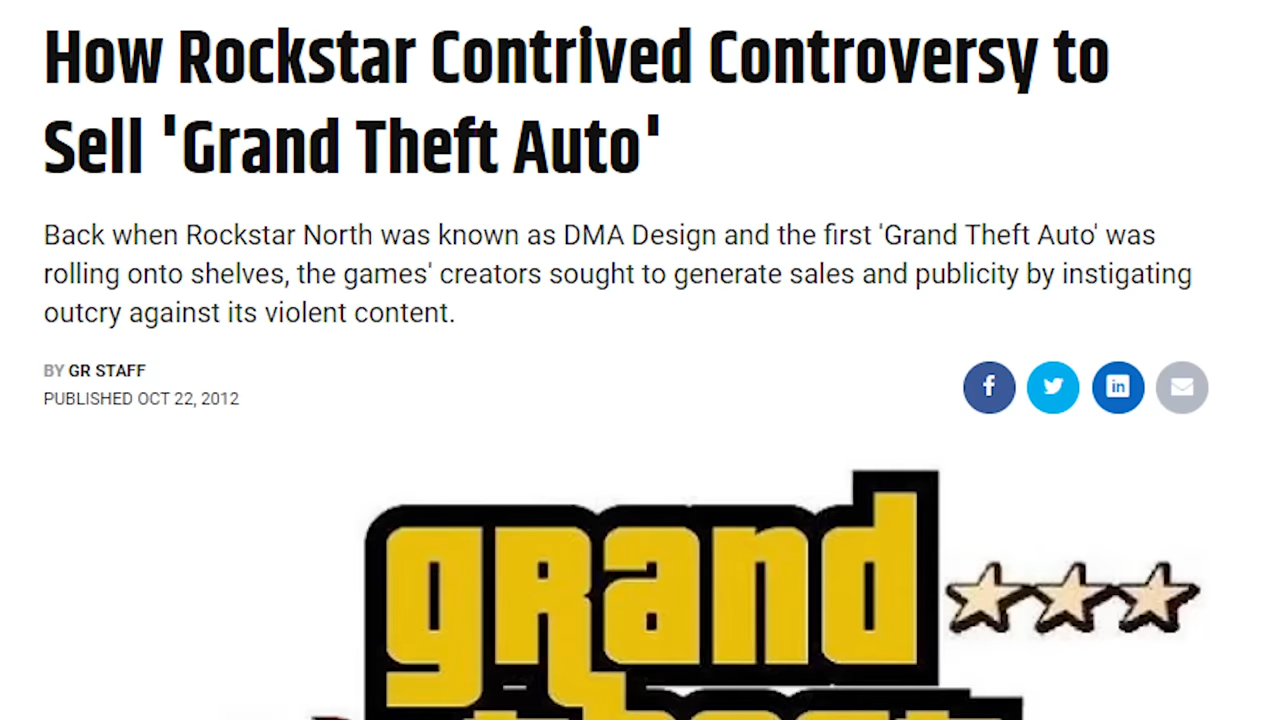 How Rockstar Contrived Controversy to
Sell 'Grand Theft Auto'
Back when Rockstar North was known as DMA Design and the first 'Grand Theft Auto' was
rolling onto shelves, the games' creators sought to generate sales and publicity by instigating
outcry against its violent content.
BY GR STAFF
PUBLISHED OCT 22, 2012
f
in
grand